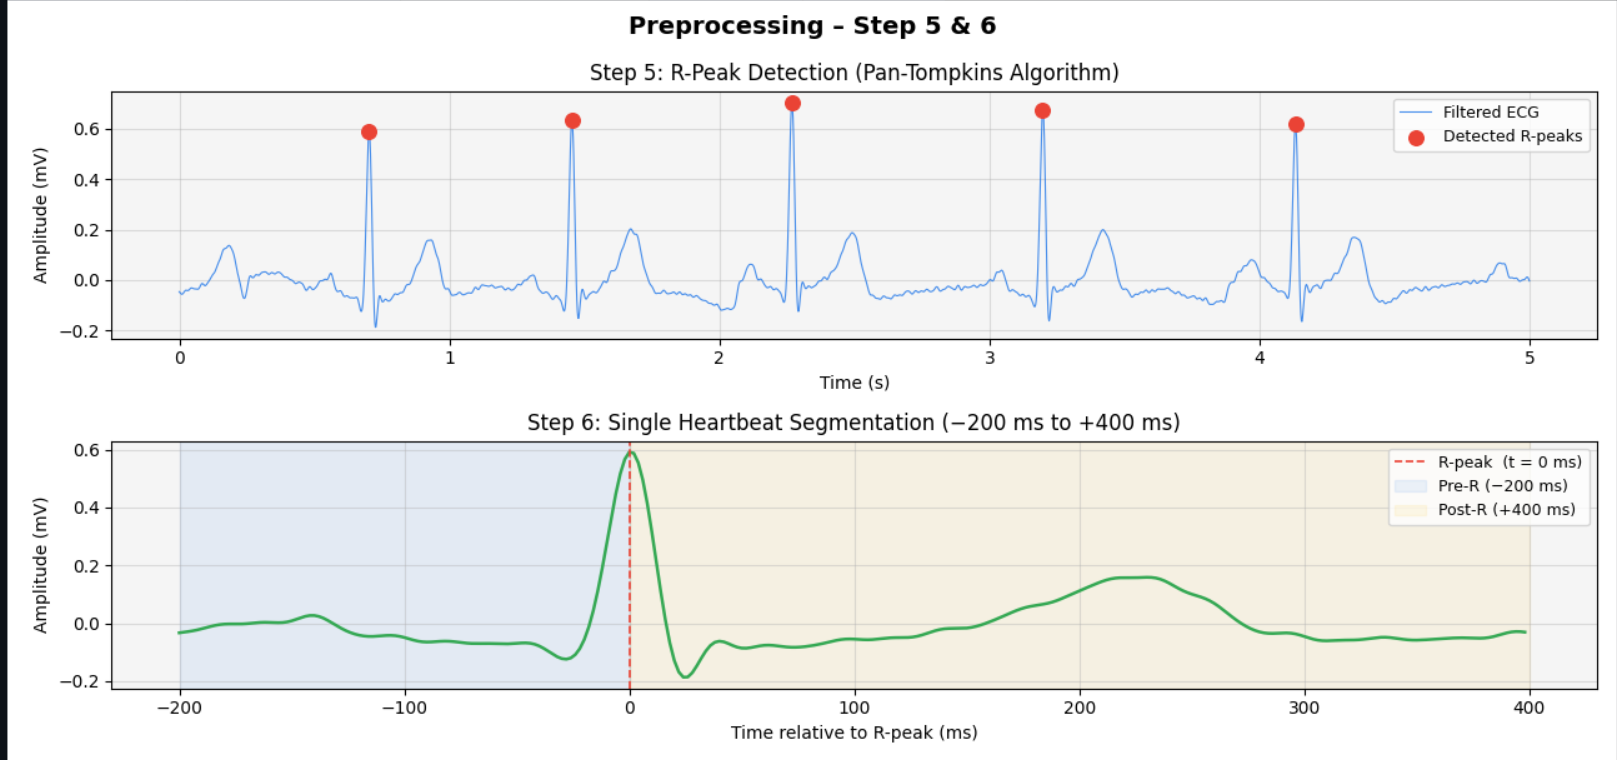 Preprocessing – Step 5 & 6
Step 5: R-Peak Detection (Pan-Tompkins Algorithm)
Amplitude (mV)
0.6
0.4
0.2
0.0
−0.2
Filtered ECG
Detected R-peaks
0 1 2 3 4 5
Time (s)
Step 6: Single Heartbeat Segmentation (−200 ms to +400 ms)
Amplitude (mV)
0.6
0.4
0.2
0.0
−0.2
R-peak (t = 0 ms)
Pre-R (−200 ms)
Post-R (+400 ms)
−200 −100 0 100 200 300 400
Time relative to R-peak (ms)